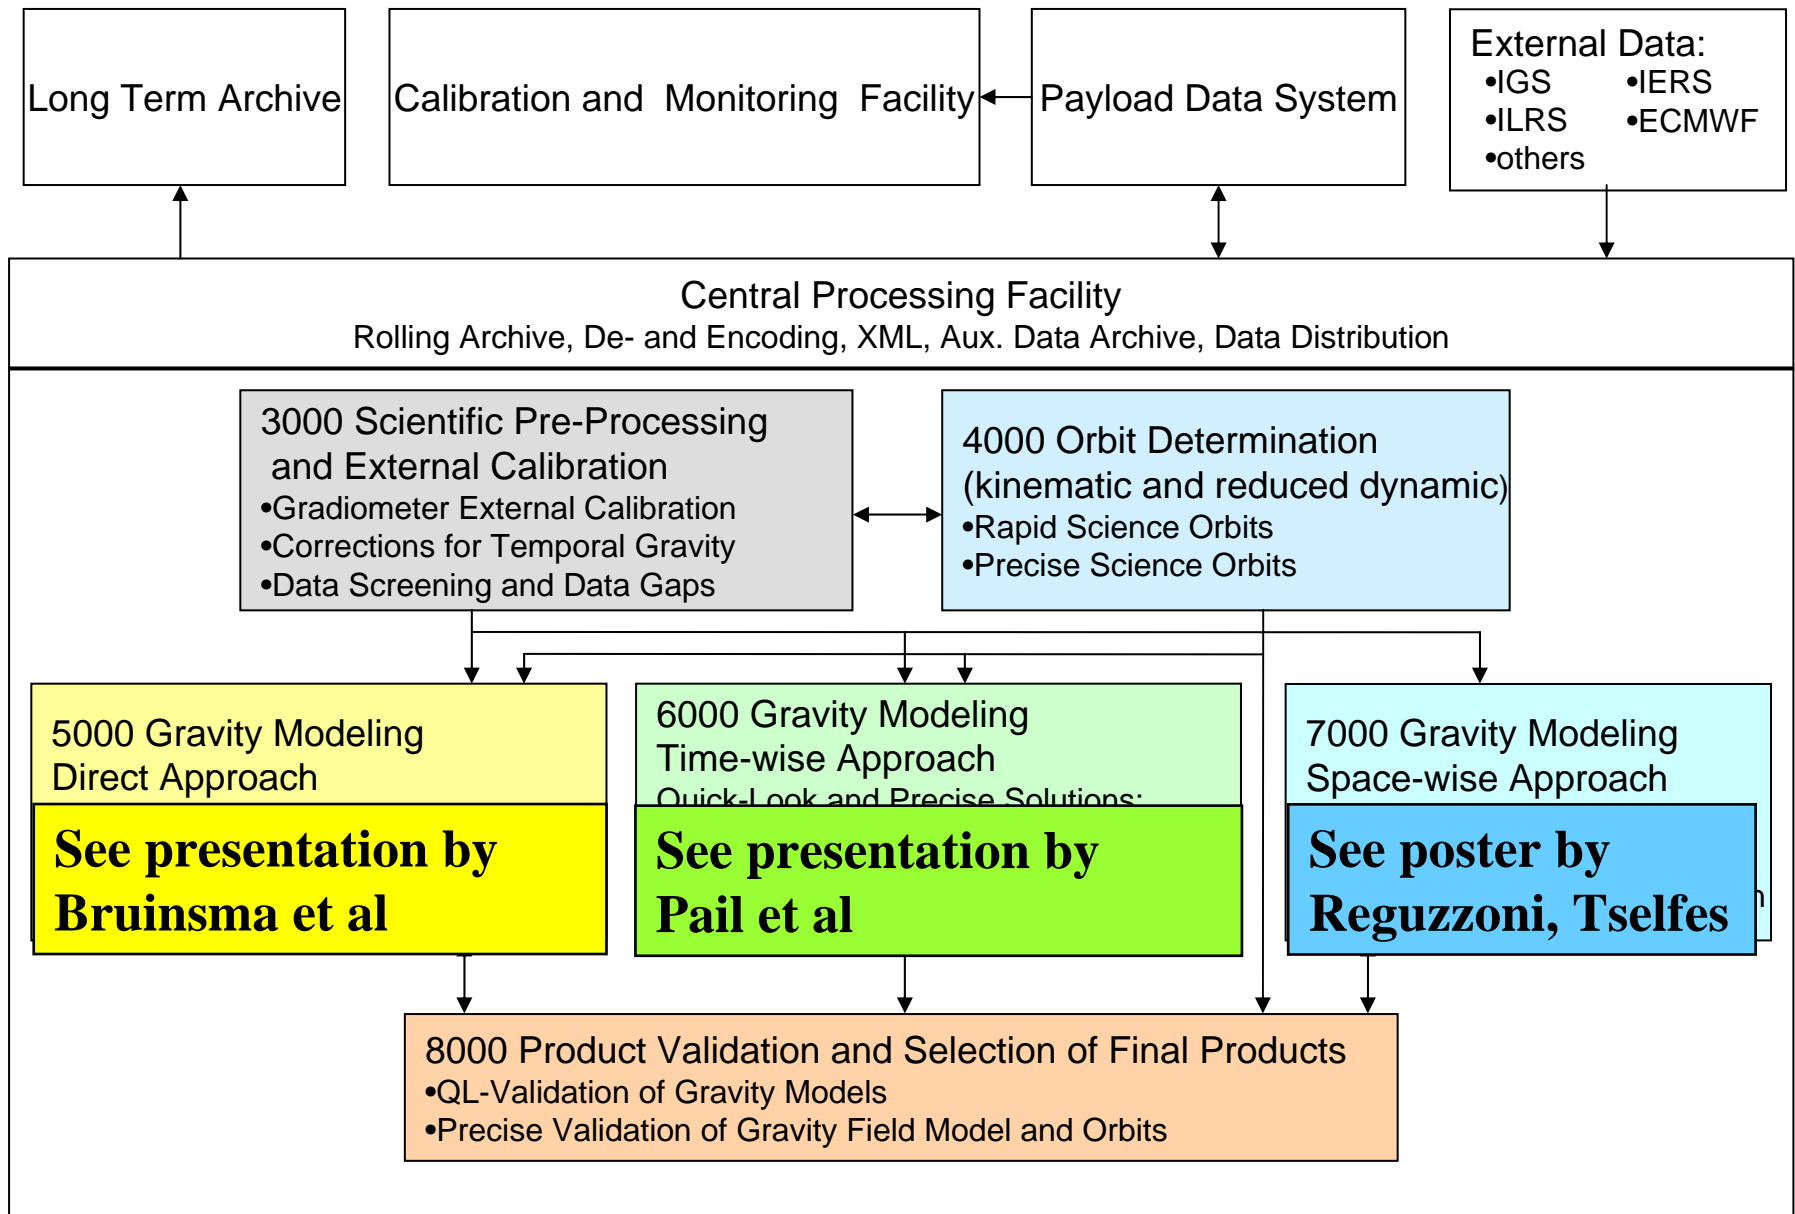 Long Term Archive
Calibration and Monitoring Facility
Payload Data System
External Data:
•IGS •IERS
•ILRS •ECMWF
•others
Central Processing Facility
Rolling Archive, De- and Encoding, XML, Aux. Data Archive, Data Distribution
3000 Scientific Pre-Processing
and External Calibration
•Gradiometer External Calibration
•Corrections for Temporal Gravity
•Data Screening and Data Gaps
4000 Orbit Determination
(kinematic and reduced dynamic)
•Rapid Science Orbits
•Precise Science Orbits
5000 Gravity Modeling
Direct Approach
See presentation by
Bruinsma et al
6000 Gravity Modeling
Time-wise Approach
Quick-Look and Precise Solutions:
See presentation by
Pail et al
7000 Gravity Modeling
Space-wise Approach
See poster by
Reguzzoni, Tselfes
8000 Product Validation and Selection of Final Products
•QL-Validation of Gravity Models
•Precise Validation of Gravity Field Model and Orbits